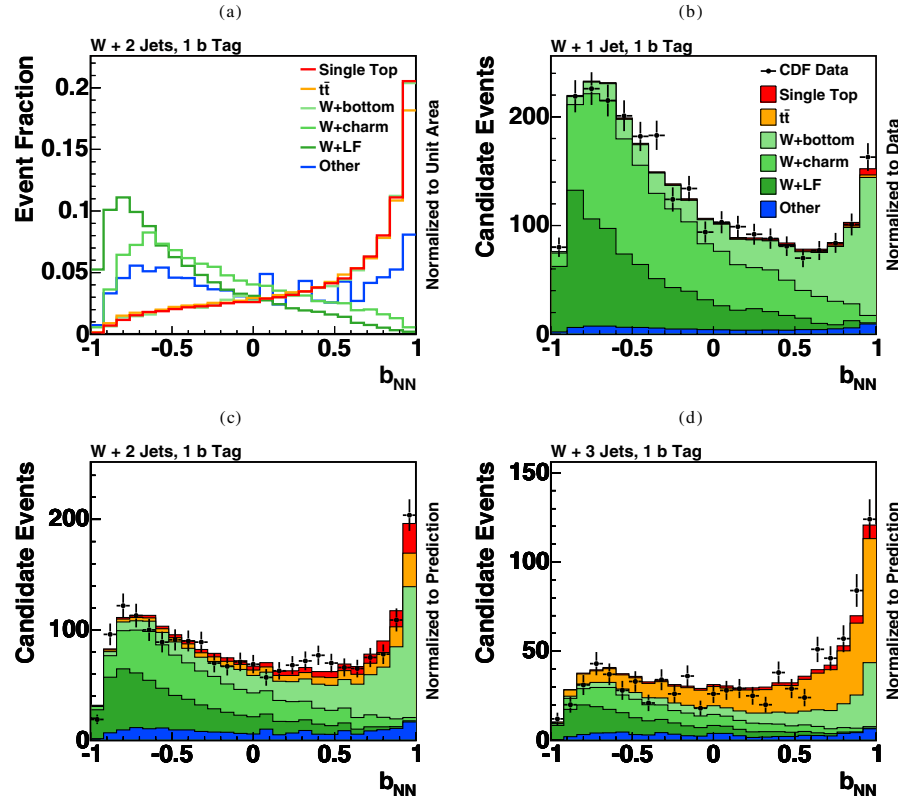 (a)
W + 2 Jets, 1 b Tag
Event Fraction
0.2
0.15
0.1
0.05
0
-1 -0.5 0 0.5 1
b_NN
Normalized to Unit Area
Single Top
tt̄
W+bottom
W+charm
W+LF
Other
(b)
W + 1 Jet, 1 b Tag
Candidate Events
200
100
0
-1 -0.5 0 0.5 1
b_NN
Normalized to Data
CDF Data
Single Top
tt̄
W+bottom
W+charm
W+LF
Other
(c)
W + 2 Jets, 1 b Tag
Candidate Events
200
100
0
-1 -0.5 0 0.5 1
b_NN
Normalized to Prediction
(d)
W + 3 Jets, 1 b Tag
Candidate Events
150
100
50
0
-1 -0.5 0 0.5 1
b_NN
Normalized to Prediction